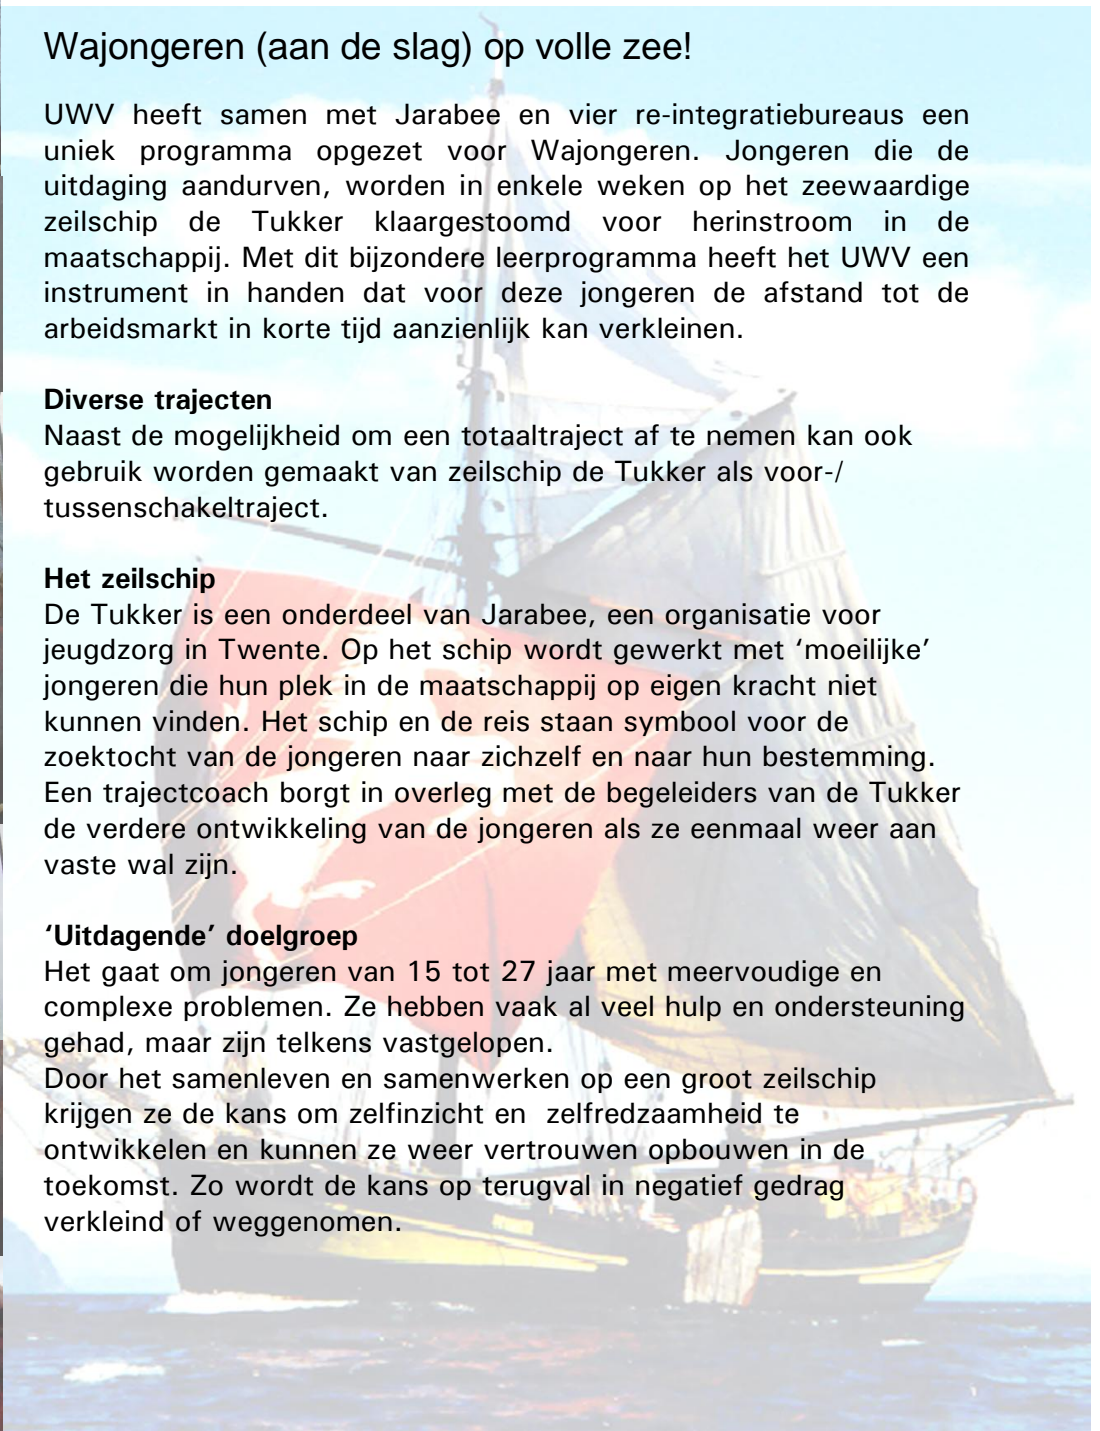 Wajongeren (aan de slag) op volle zee!
UWV heeft samen met Jarabee en vier re-integratiebureaus een
uniek programma opgezet voor Wajongeren. Jongeren die de
uitdaging aandurven, worden in enkele weken op het zeewaardige
zeilschip de Tukker klaargestoomd voor herinstroom in de
maatschappij. Met dit bijzondere leerprogramma heeft het UWV een
instrument in handen dat voor deze jongeren de afstand tot de
arbeidsmarkt in korte tijd aanzienlijk kan verkleinen.
Diverse trajecten
Naast de mogelijkheid om een totaaltraject af te nemen kan ook
gebruik worden gemaakt van zeilschip de Tukker als voor-/
tussenschakeltraject.
Het zeilschip
De Tukker is een onderdeel van Jarabee, een organisatie voor
jeugdzorg in Twente. Op het schip wordt gewerkt met ‘moeilijke’
jongeren die hun plek in de maatschappij op eigen kracht niet
kunnen vinden. Het schip en de reis staan symbool voor de
zoektocht van de jongeren naar zichzelf en naar hun bestemming.
Een trajectcoach borgt in overleg met de begeleiders van de Tukker
de verdere ontwikkeling van de jongeren als ze eenmaal weer aan
vaste wal zijn.
‘Uitdagende’ doelgroep
Het gaat om jongeren van 15 tot 27 jaar met meervoudige en
complexe problemen. Ze hebben vaak al veel hulp en ondersteuning
gehad, maar zijn telkens vastgelopen.
Door het samenleven en samenwerken op een groot zeilschip
krijgen ze de kans om zelfinzicht en  zelfredzaamheid te
ontwikkelen en kunnen ze weer vertrouwen opbouwen in de
toekomst. Zo wordt de kans op terugval in negatief gedrag
verkleind of weggenomen.